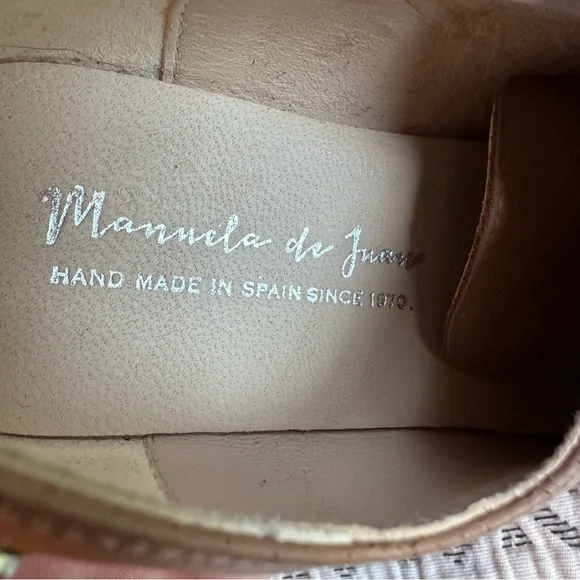 Manuela de Juan
HAND MADE IN SPAIN SINCE 1970.